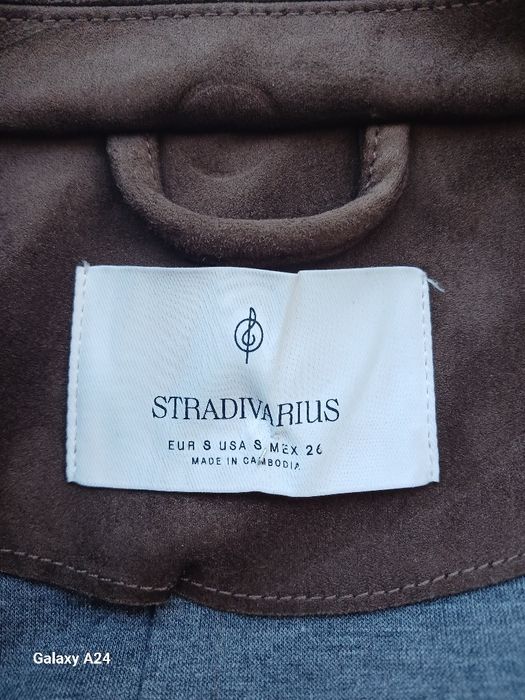 STRADIVARIUS
EUR S USA S MEX 26
MADE IN CAMBODIA
Galaxy A24